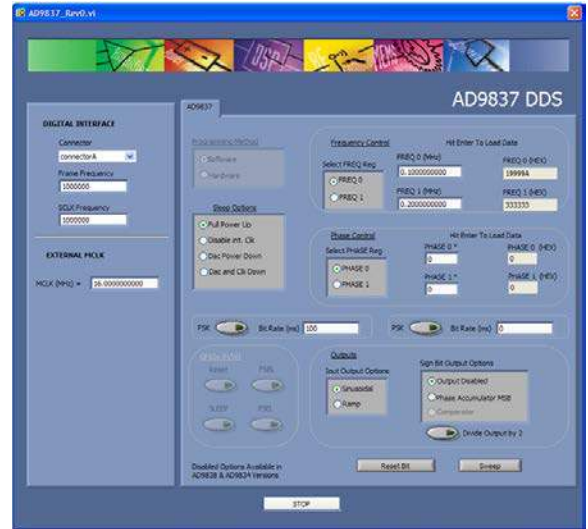 AD9837_Rev0.vi
DSP
RF
MEMS
AD9837 DDS
DIGITAL INTERFACE
Connector
connectorA
Frame Frequency
1000000
SCLK Frequency
1000000
EXTERNAL MCLK
MCLK (MHz) = 16.0000000000
AD9837
Programming Method
Software
Hardware
Sleep Options
Full Power Up
Disable int. Clk
Dac Power Down
Dac and Clk Down
Frequency Control
Hit Enter To Load Data
Select FREQ Reg
FREQ 0
FREQ 1
FREQ 0 (MHz)
0.1000000000
FREQ 0 (HEX)
199994
FREQ 1 (MHz)
0.2000000000
FREQ 1 (HEX)
333333
Phase Control
Hit Enter To Load Data
Select PHASE Reg
PHASE 0
PHASE 1
PHASE 0 °
0
PHASE 0 (HEX)
0
PHASE 1 °
0
PHASE 1 (HEX)
0
FSK
Bit Rate (ms) 100
PSK
Bit Rate (ms) 0
Reset
SLEEP
Outputs
Iout Output Options
Sinusoidal
Ramp
Sign Bit Output Options
Output Disabled
Phase Accumulator MSB
Comparator
Divide Output by 2
Disabled Options Available in
AD9838 & AD9834 Versions
Reset Bit
Sweep
STOP